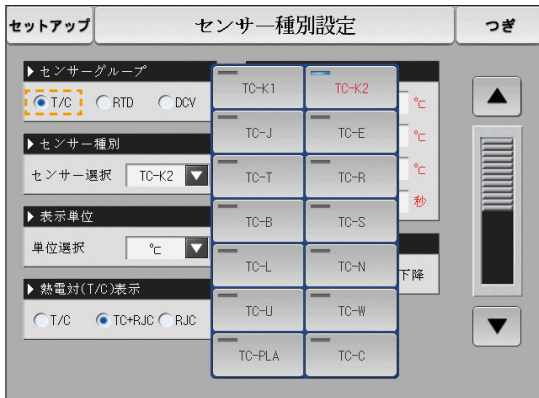 セットアップ
センサー種別設定
つぎ
▶ センサーグループ
T/C RTD DCV
▶ センサー種別
センサー選択 TC-K2
▶ 表示単位
単位選択 ℃
▶ 熱電対(T/C)表示
T/C TC+RJC RJC
TC-K1 TC-K2
TC-J TC-E
TC-T TC-R
TC-B TC-S
TC-L TC-N
TC-U TC-W
TC-PLA TC-C
℃
℃
℃
秒
下降